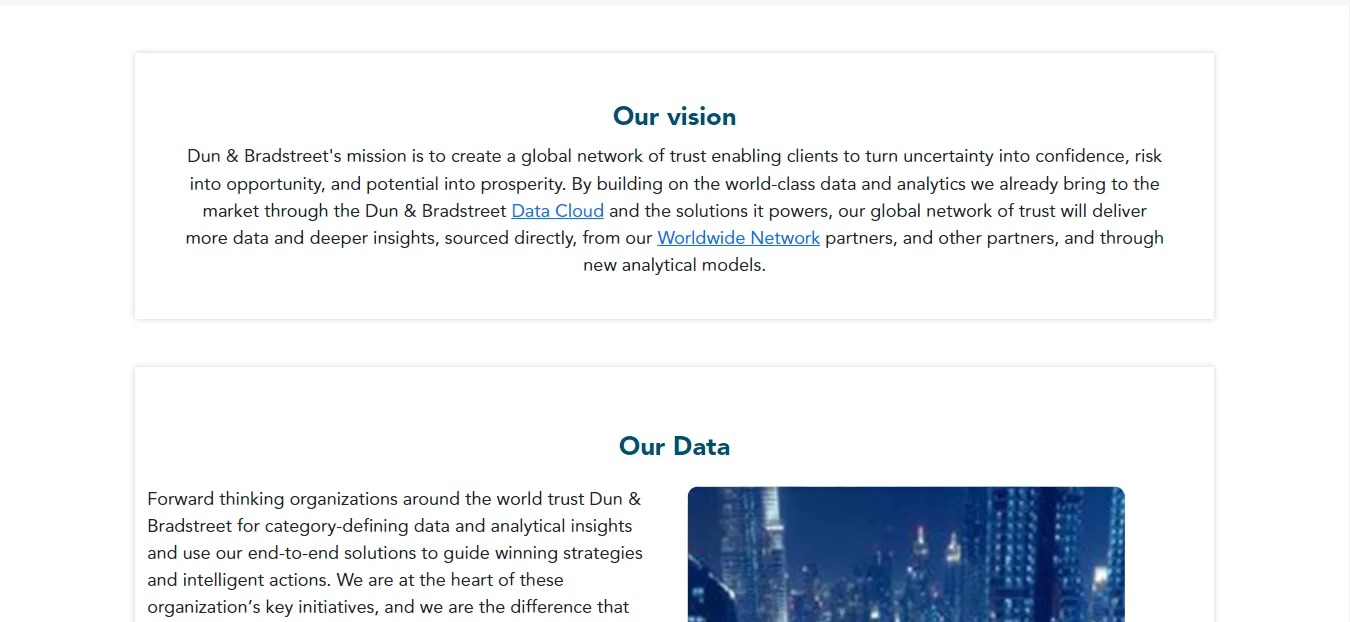 Our vision
Dun & Bradstreet's mission is to create a global network of trust enabling clients to turn uncertainty into confidence, risk
into opportunity, and potential into prosperity. By building on the world-class data and analytics we already bring to the
market through the Dun & Bradstreet Data Cloud and the solutions it powers, our global network of trust will deliver
more data and deeper insights, sourced directly, from our Worldwide Network partners, and other partners, and through
new analytical models.
Our Data
Forward thinking organizations around the world trust Dun &
Bradstreet for category-defining data and analytical insights
and use our end-to-end solutions to guide winning strategies
and intelligent actions. We are at the heart of these
organization’s key initiatives, and we are the difference that